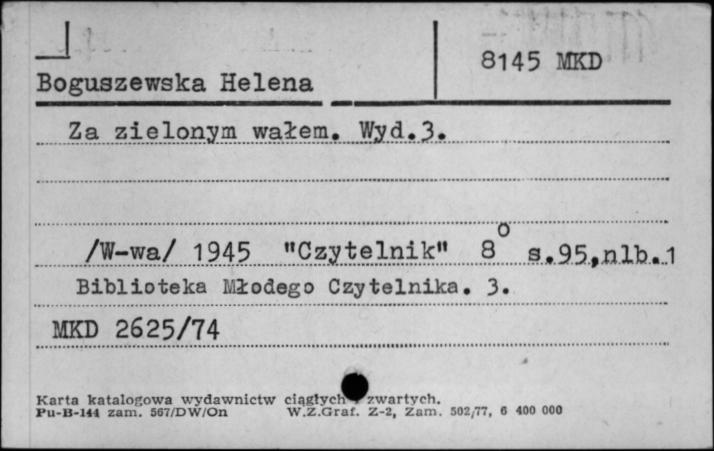 8145 MKD
Boguszewska Helena
Za zielonym wałem. Wyd.3.
/W-wa/ 1945 "Czytelnik" 8° s.95,nlb.1
Biblioteka Młodego Czytelnika. 3.
MKD 2625/74
Karta katalogowa wydawnictw ciągłych i zwartych.
Pu-B-144 zam. 567/DW/On W.Z.Graf. Z-2, Zam. 502/77, 6 400 000